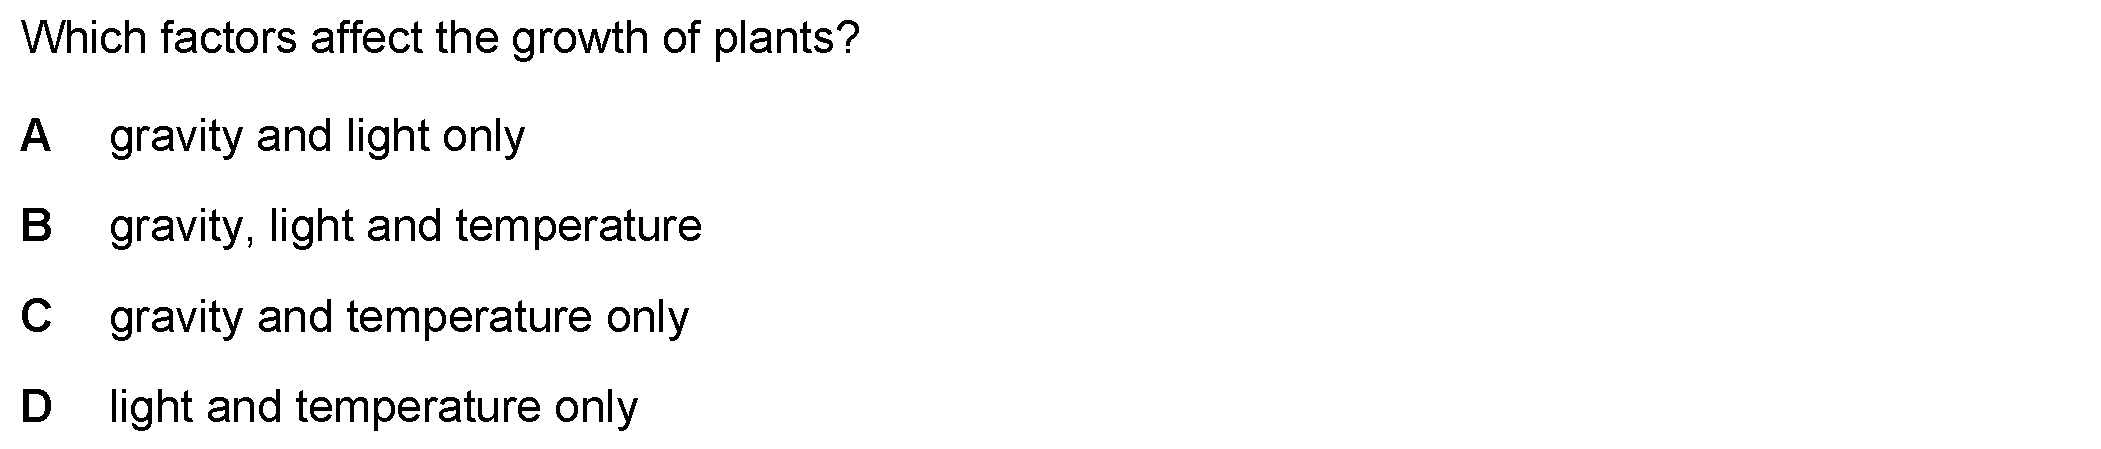 Which factors affect the growth of plants?
A gravity and light only
B gravity, light and temperature
C gravity and temperature only
D light and temperature only